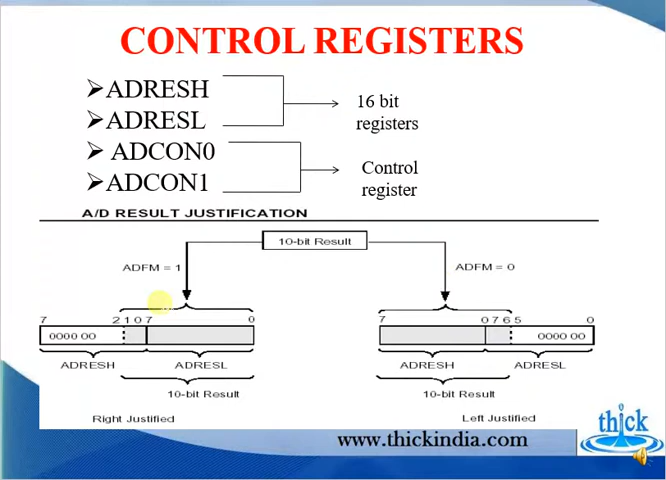 CONTROL REGISTERS
➢ADRESH
➢ADRESL
➢ ADCON0
➢ADCON1
16 bit
registers
Control
register
A/D RESULT JUSTIFICATION
10-bit Result
ADFM = 1
ADFM = 0
7 2 1 0 7 0
0000 00
ADRESH ADRESL
10-bit Result
Right Justified
7 0 7 6 5 0
0000 00
ADRESH ADRESL
10-bit Result
Left Justified
www.thickindia.com
thick